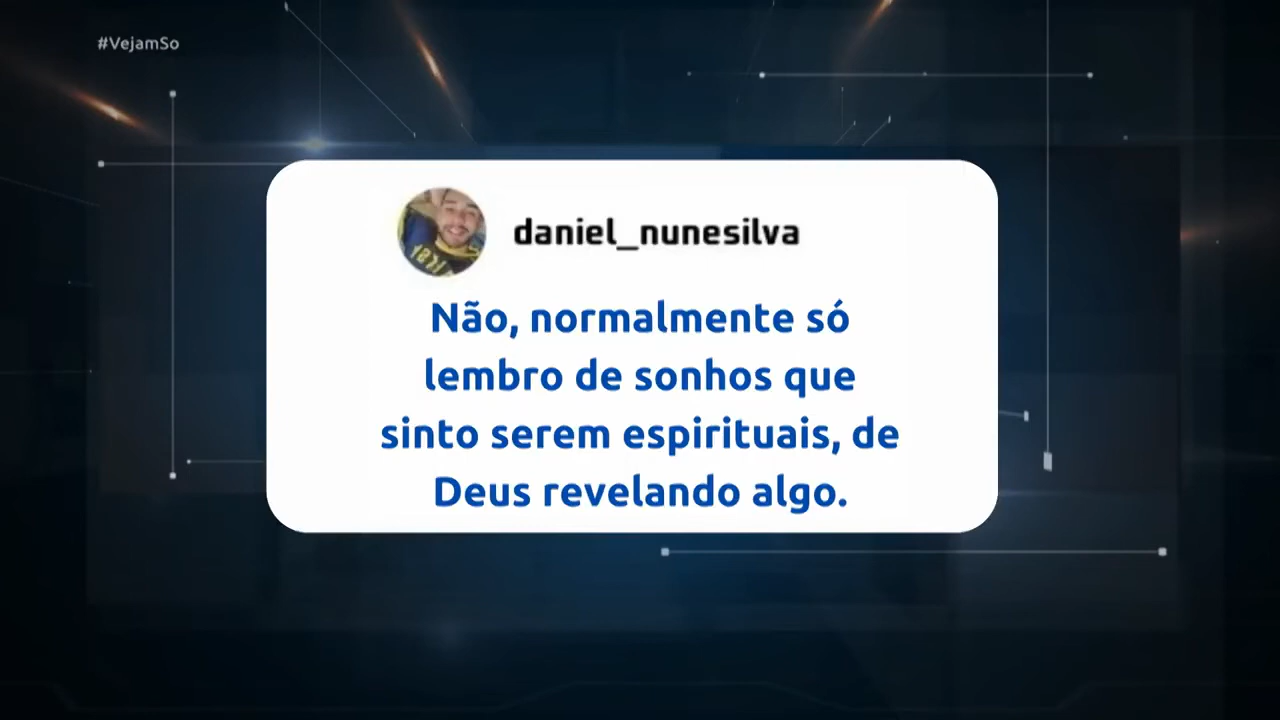 #VejamSo
daniel_nunesilva
Não, normalmente só
lembro de sonhos que
sinto serem espirituais, de
Deus revelando algo.